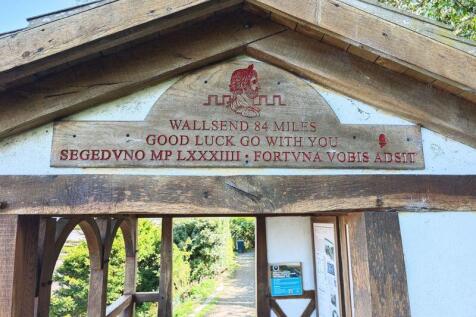 WALLSEND 84 MILES
GOOD LUCK GO WITH YOU
SEGEDVNO MP LXXXIIII : FORTVNA VOBIS ADSIT